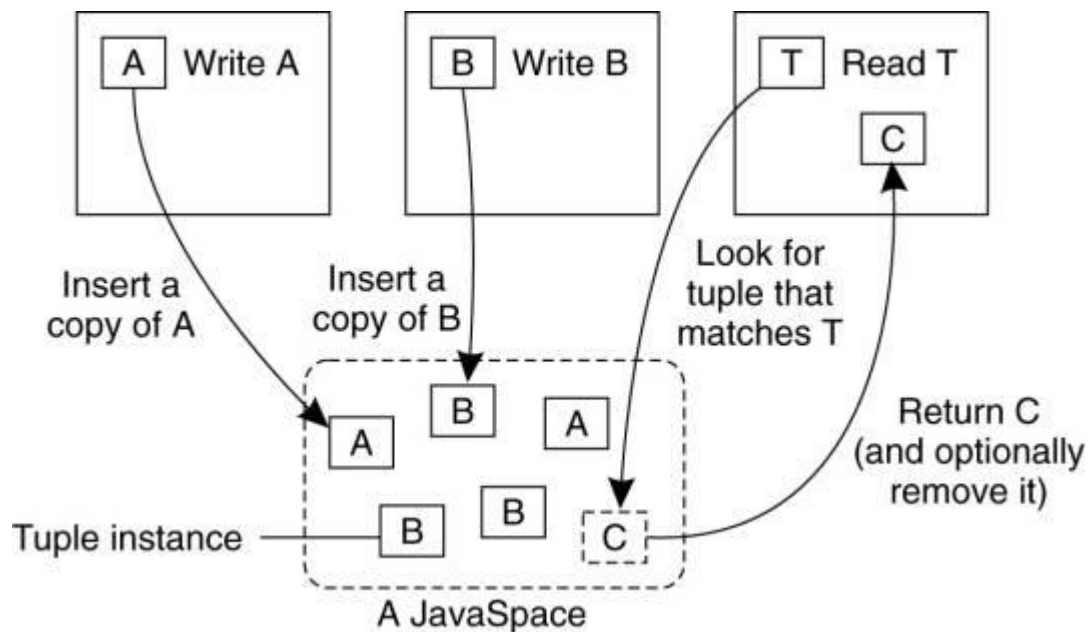 A Write A
B Write B
T Read T
C
Insert a
copy of A
Insert a
copy of B
Look for
tuple that
matches T
Return C
(and optionally
remove it)
B
A
A
B
B
C
Tuple instance
A JavaSpace